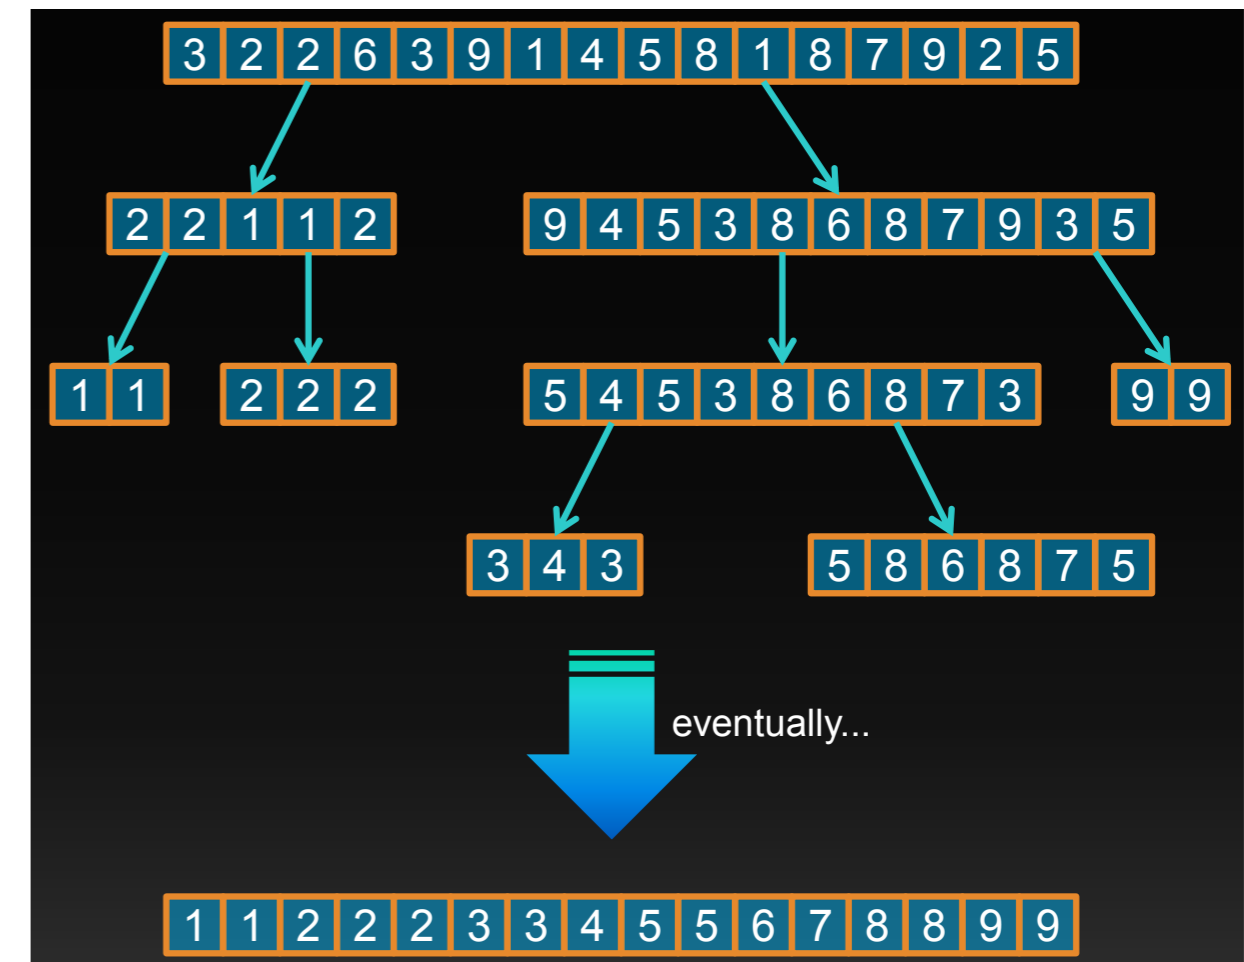 3 2 2 6 3 9 1 4 5 8 1 8 7 9 2 5
2 2 1 1 2
9 4 5 3 8 6 8 7 9 3 5
1 1
2 2 2
5 4 5 3 8 6 8 7 3
9 9
3 4 3
5 8 6 8 7 5
eventually...
1 1 2 2 2 3 3 4 5 5 6 7 8 8 9 9